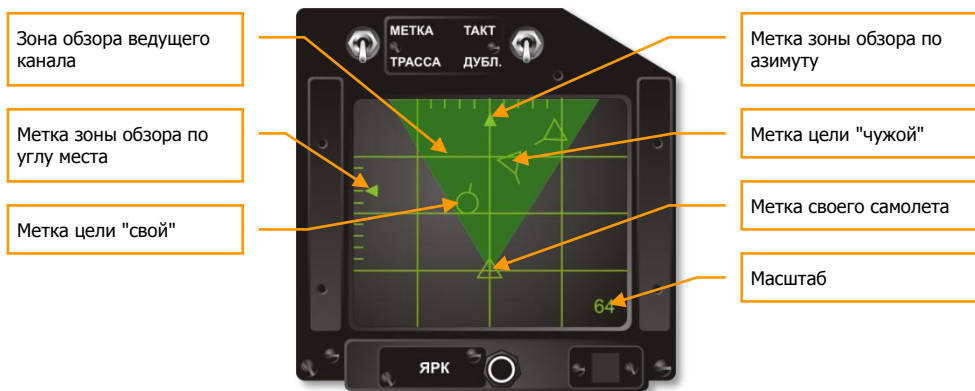 Зона обзора ведущего
канала
Метка зоны обзора по
углу места
Метка цели "свой"
МЕТКА ТАКТ
ТРАССА ДУБЛ.
64
ЯРК
Метка зоны обзора по
азимуту
Метка цели "чужой"
Метка своего самолета
Масштаб